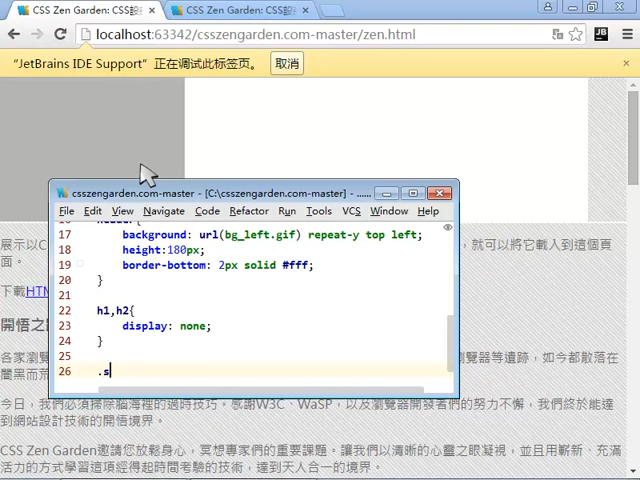 CSS Zen Garden: CSS設
CSS Zen Garden: CSS設
localhost:63342/csszengarden.com-master/zen.html
JB
"JetBrains IDE Support" 正在调试此标签页。 取消
csszengarden.com-master - [C:\csszengarden.com-master] - ......
File Edit View Navigate Code Refactor Run Tools VCS Window Help
17 background: url(bg_left.gif) repeat-y top left;
18 height:180px;
19 border-bottom: 2px solid #fff;
20 }
21
22 h1,h2{
23 display: none;
24 }
25
26 .s
展示以C
，就可以將它載入到這個頁
面。
下載HTM
開悟之
各家瀏覽
瀏覽器等遺跡，如今都散落在
闇黑而荒
今日，我們必須掃除腦海裡的過時技巧。感謝W3C、WaSP，以及瀏覽器開發者們的努力不懈，我們終於能達
到網站設計技術的開悟境界。
CSS Zen Garden邀請您放鬆身心，冥想專家們的重要課題。讓我們以清晰的心靈之眼凝視，並且用嶄新、充滿
活力的方式學習這項經得起時間考驗的技術，達到天人合一的境界。